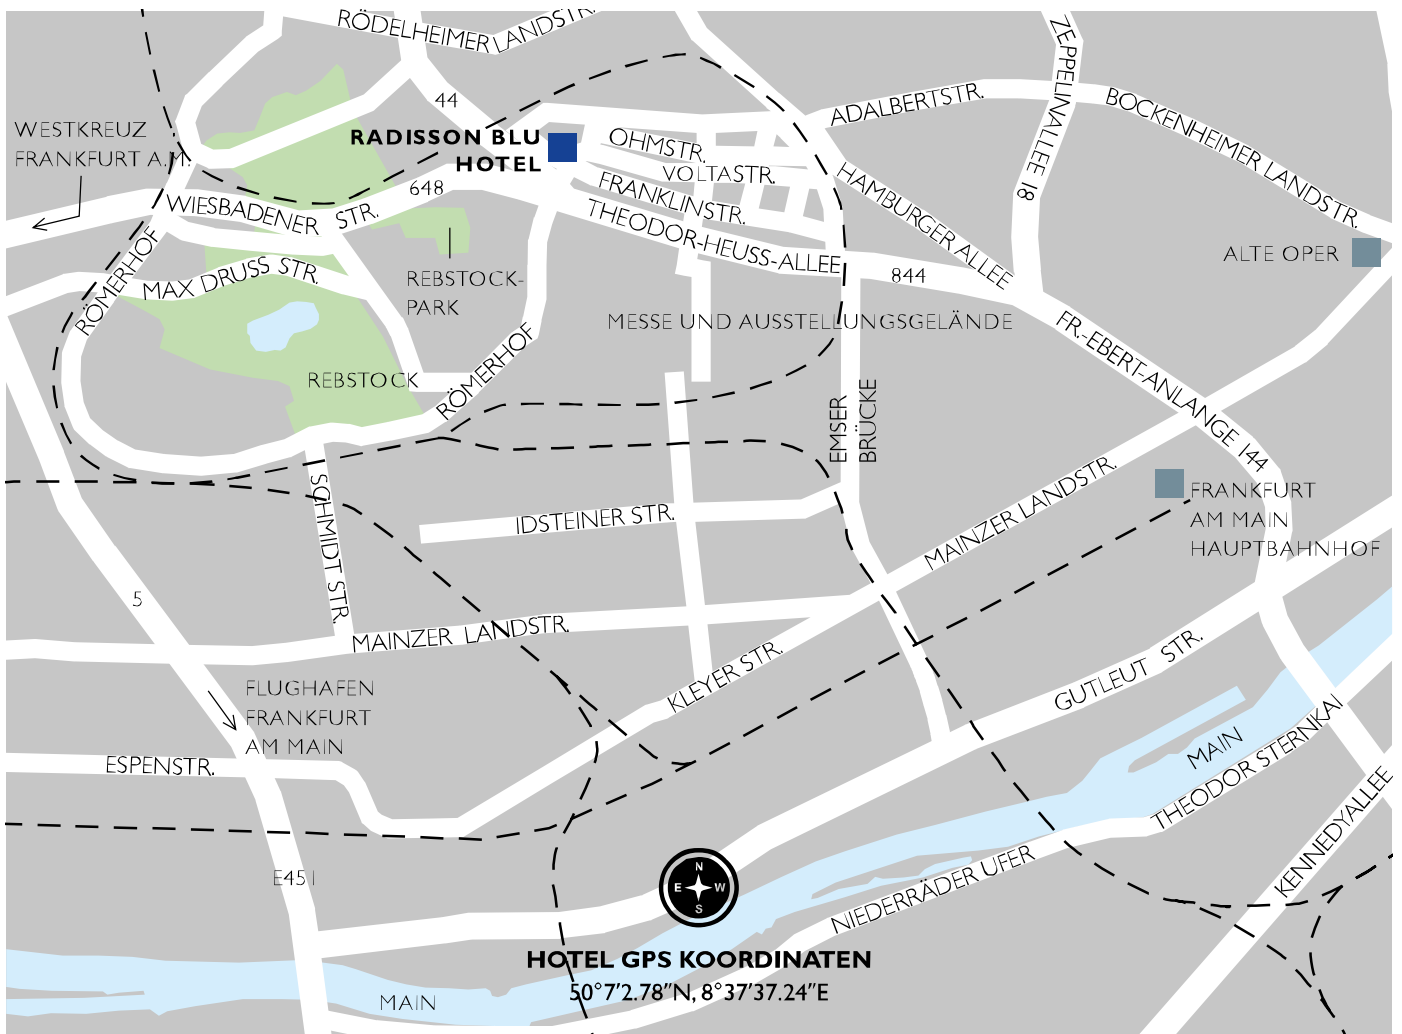 RÖDELHEIMER LANDSTR.
ZEPPELINALLEE 18
44
ADALBERTSTR.
BOCKENHEIMER LANDSTR.
WESTKREUZ
FRANKFURT A.M.
RADISSON BLU
HOTEL
OHMSTR.
VOLTASTR.
648
FRANKLINSTR.
HAMBURGER ALLEE
WIESBADENER STR.
THEODOR-HEUSS-ALLEE
844
ALTE OPER
RÖMERHOF
MAX DRUSS STR.
REBSTOCK-
PARK
MESSE UND AUSSTELLUNGSGELÄNDE
FR.-EBERT-ANLANGE 144
REBSTOCK
RÖMERHOF
EMSER
BRÜCKE
MAINZER LANDSTR.
FRANKFURT
AM MAIN
HAUPTBAHNHOF
SCHMIDT STR.
IDSTEINER STR.
5
MAINZER LANDSTR.
KLEYER STR.
GUTLEUT STR.
FLUGHAFEN
FRANKFURT
AM MAIN
ESPENSTR.
MAIN
THEODOR STERNKAI
KENNEDYALLEE
E451
N
E W
S
NIEDERRÄDER UFER
HOTEL GPS KOORDINATEN
50°7'2.78"N, 8°37'37.24"E
MAIN